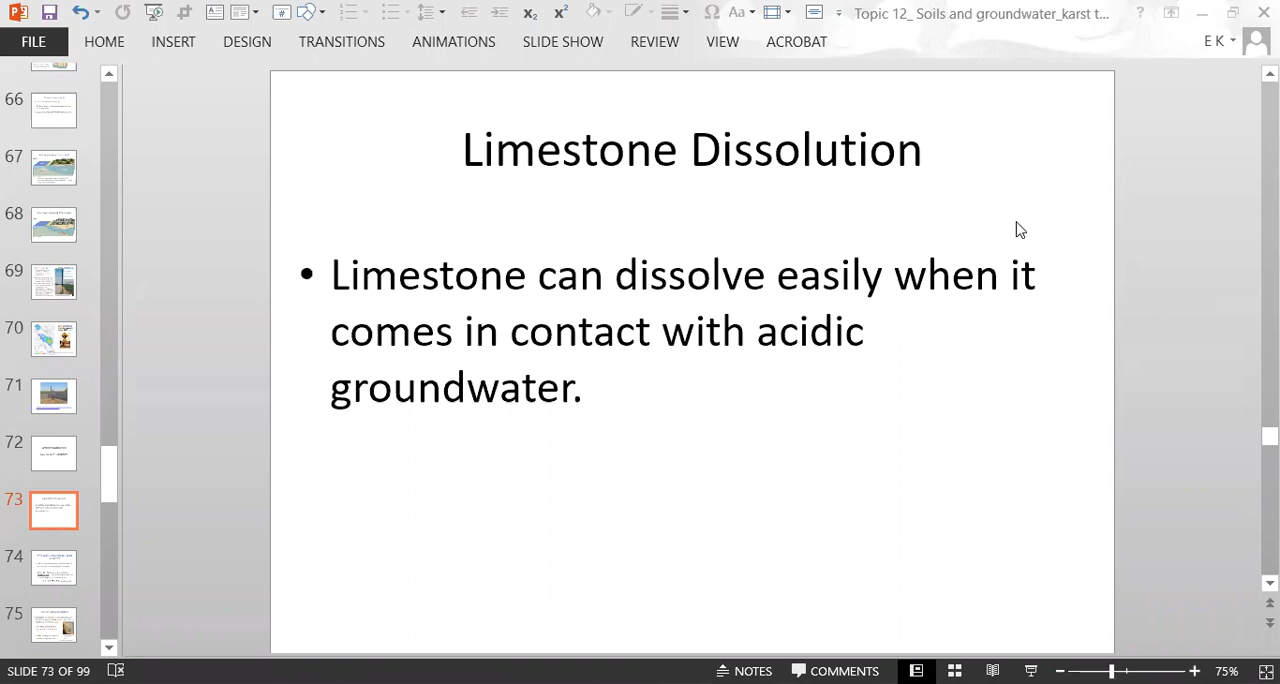 Topic 12_ Soils and groundwater_karst t...
FILE
HOME
INSERT
DESIGN
TRANSITIONS
ANIMATIONS
SLIDE SHOW
REVIEW
VIEW
ACROBAT
E K
66
67
68
69
70
71
72
73
74
75
Limestone Dissolution
• Limestone can dissolve easily when it
comes in contact with acidic
groundwater.
SLIDE 73 OF 99
NOTES
COMMENTS
75%